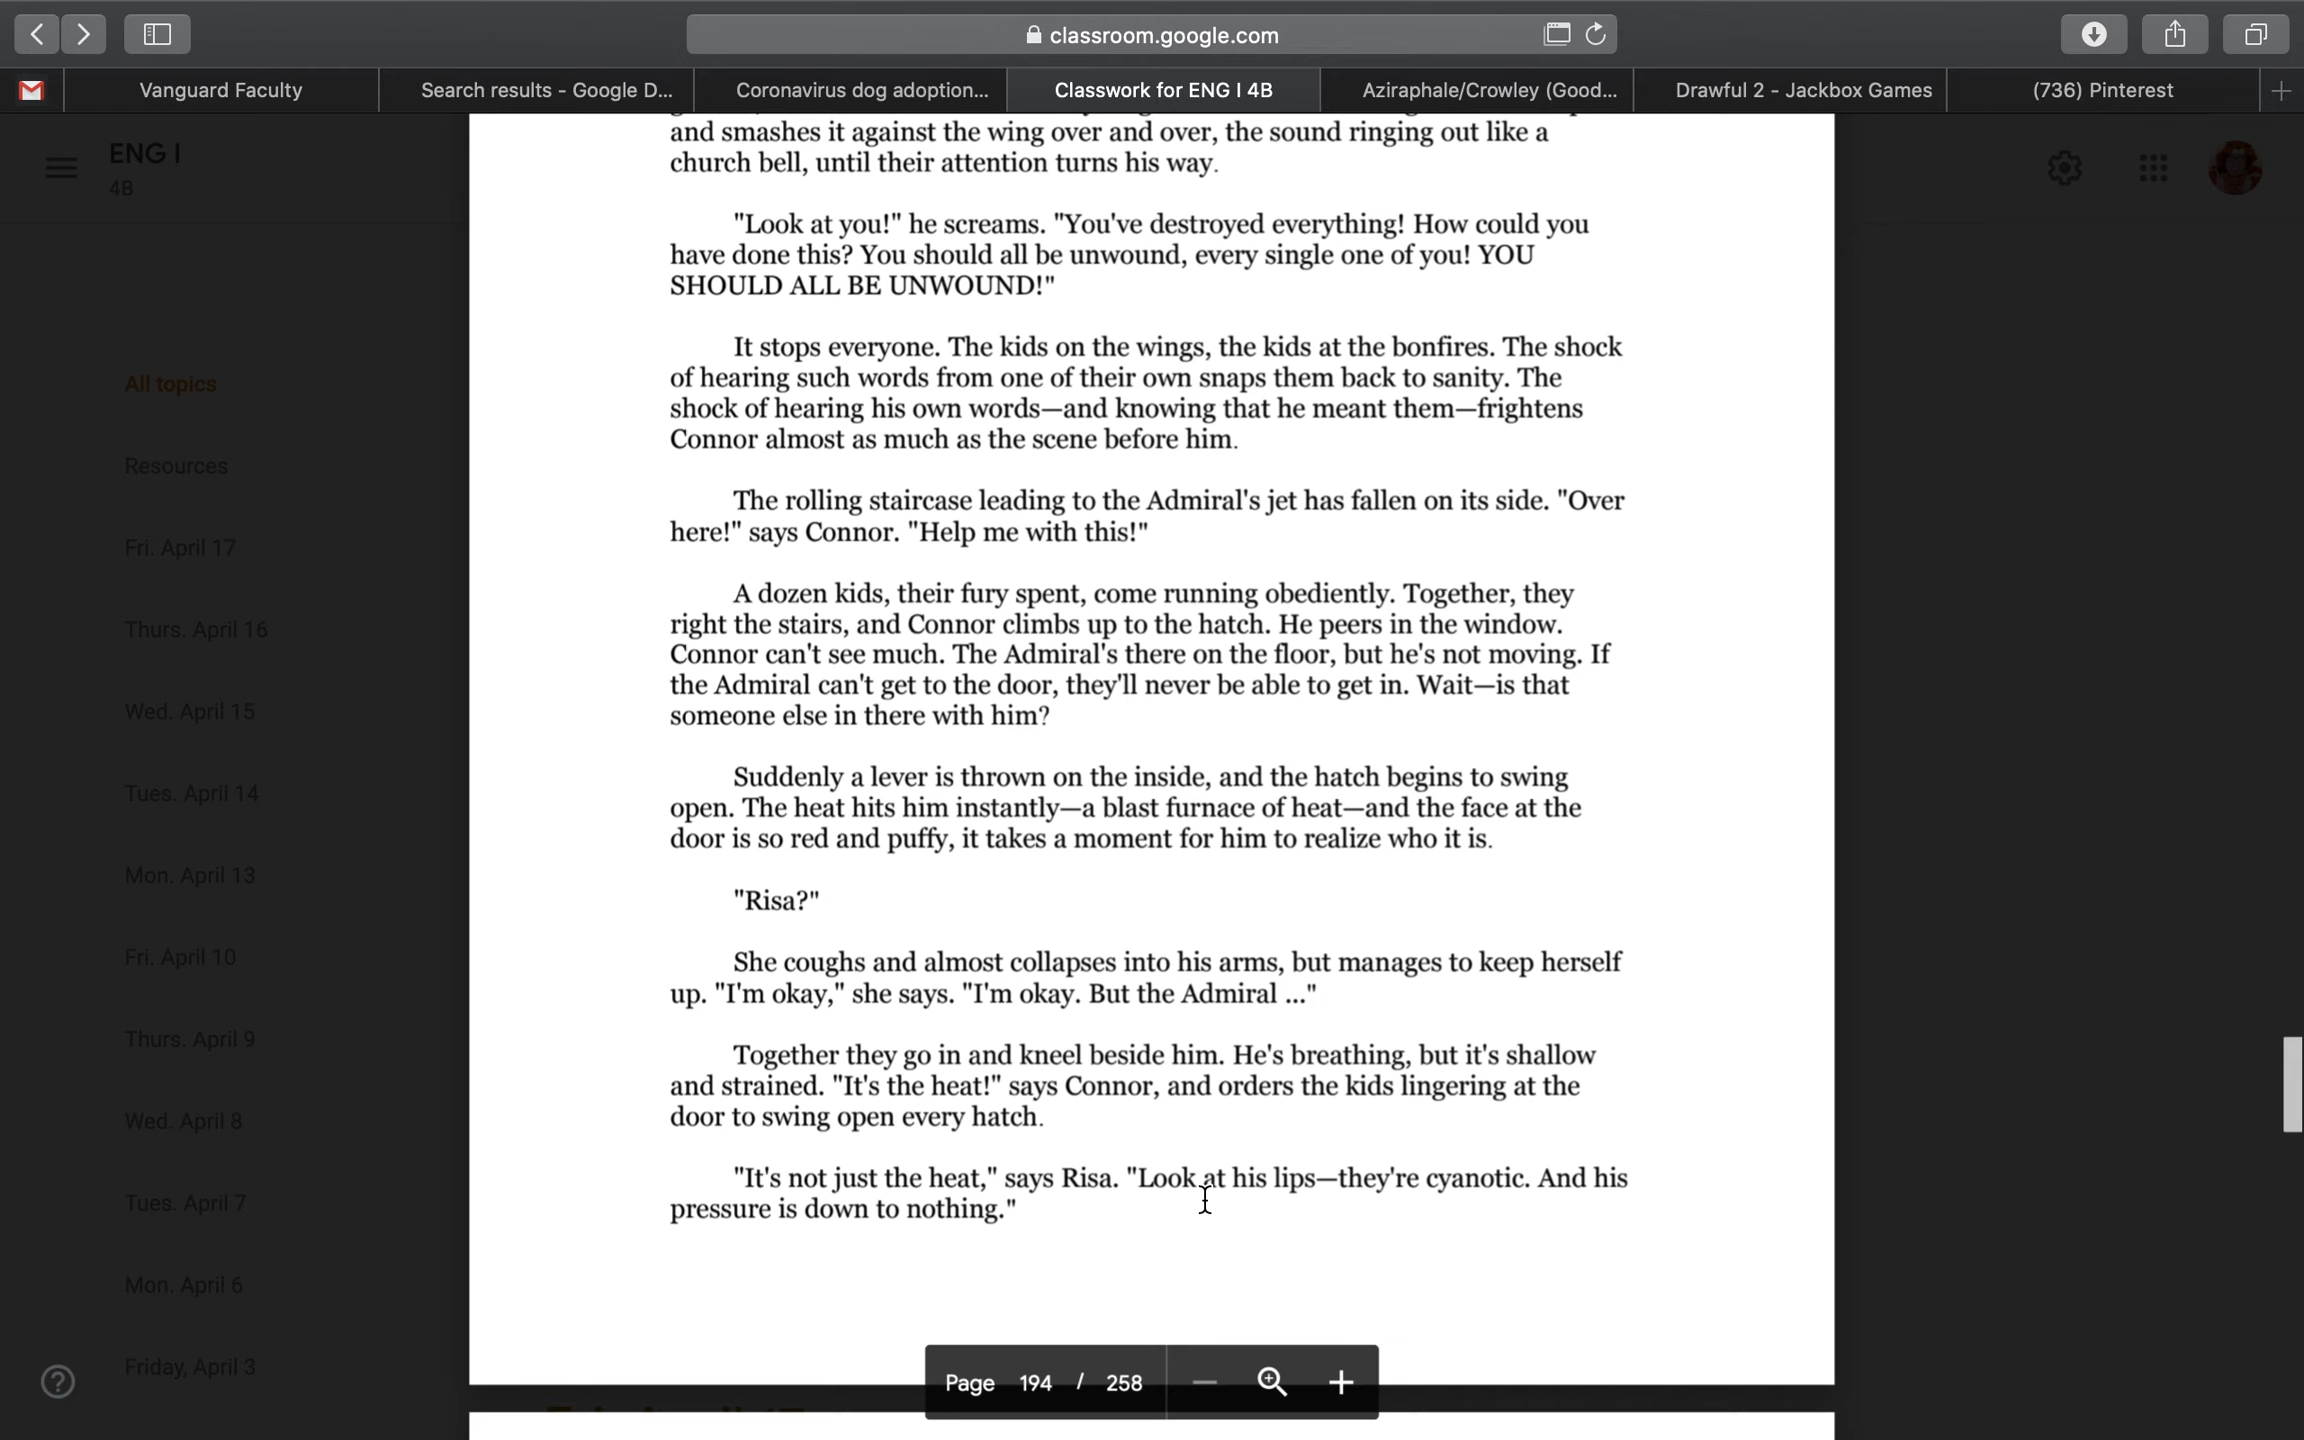 classroom.google.com
Vanguard Faculty
Search results - Google D...
Coronavirus dog adoption...
Classwork for ENG I 4B
Aziraphale/Crowley (Good...
Drawful 2 - Jackbox Games
(736) Pinterest
ENG I
4B
All topics
Resources
Fri. April 17
Thurs. April 16
Wed. April 15
Tues. April 14
Mon. April 13
Fri. April 10
Thurs. April 9
Wed. April 8
Tues. April 7
Mon. April 6
Friday, April 3
and smashes it against the wing over and over, the sound ringing out like a
church bell, until their attention turns his way.
"Look at you!" he screams. "You've destroyed everything! How could you
have done this? You should all be unwound, every single one of you! YOU
SHOULD ALL BE UNWOUND!"
It stops everyone. The kids on the wings, the kids at the bonfires. The shock
of hearing such words from one of their own snaps them back to sanity. The
shock of hearing his own words—and knowing that he meant them—frightens
Connor almost as much as the scene before him.
The rolling staircase leading to the Admiral's jet has fallen on its side. "Over
here!" says Connor. "Help me with this!"
A dozen kids, their fury spent, come running obediently. Together, they
right the stairs, and Connor climbs up to the hatch. He peers in the window.
Connor can't see much. The Admiral's there on the floor, but he's not moving. If
the Admiral can't get to the door, they'll never be able to get in. Wait—is that
someone else in there with him?
Suddenly a lever is thrown on the inside, and the hatch begins to swing
open. The heat hits him instantly—a blast furnace of heat—and the face at the
door is so red and puffy, it takes a moment for him to realize who it is.
"Risa?"
She coughs and almost collapses into his arms, but manages to keep herself
up. "I'm okay," she says. "I'm okay. But the Admiral ..."
Together they go in and kneel beside him. He's breathing, but it's shallow
and strained. "It's the heat!" says Connor, and orders the kids lingering at the
door to swing open every hatch.
"It's not just the heat," says Risa. "Look at his lips—they're cyanotic. And his
pressure is down to nothing."
Page 194 / 258